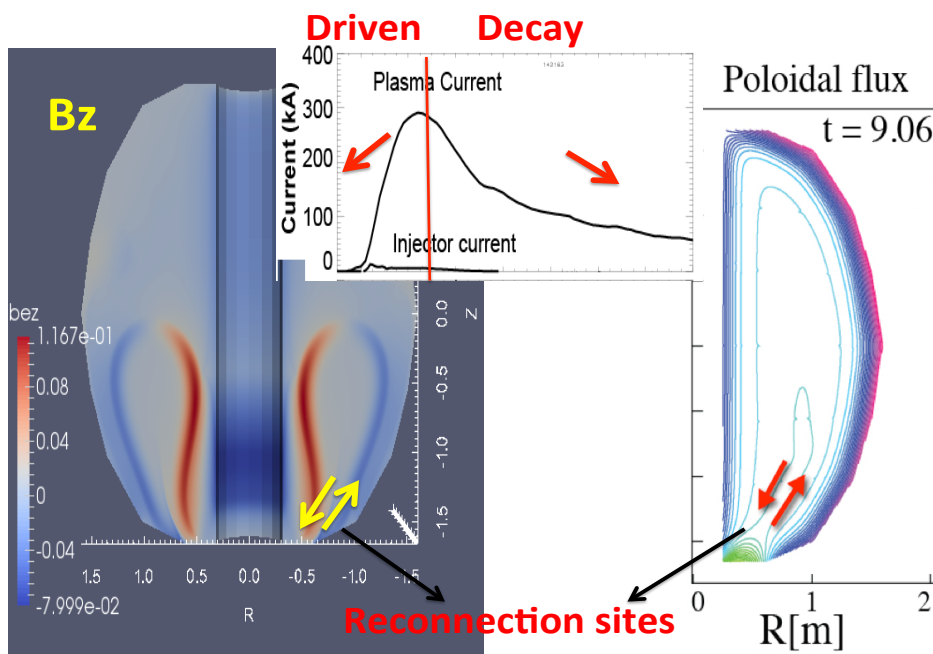 Driven Decay
Bz
400
300
200
100
0
Current (kA)
Plasma Current
Injector current
Poloidal flux
t = 9.06
bez
1.167e-01
0.08
0.04
0
-0.04
-7.999e-02
0.0
-0.5
-1.0
-1.5
Z
1.5 1.0 0.5 0.0 -0.5 -1.0 -1.5
R
Reconnection sites
0 1 2
R[m]